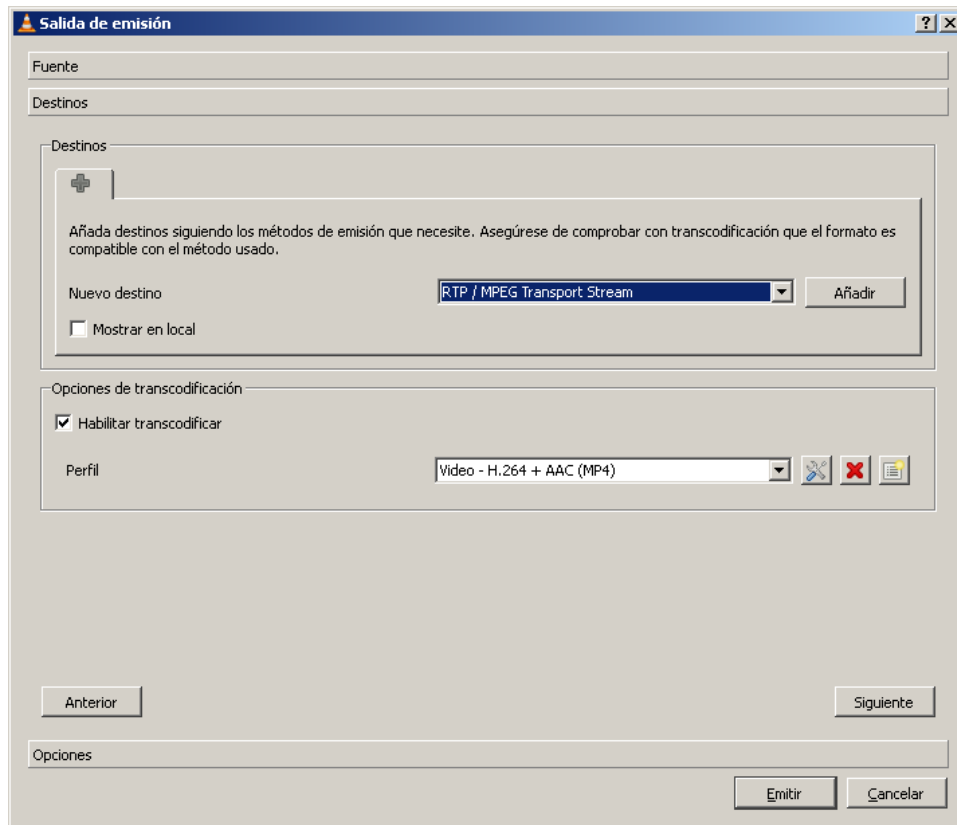 Salida de emisión
Fuente
Destinos
Destinos
Añada destinos siguiendo los métodos de emisión que necesite. Asegúrese de comprobar con transcodificación que el formato es
compatible con el método usado.
Nuevo destino
RTP / MPEG Transport Stream
Añadir
Mostrar en local
Opciones de transcodificación
Habilitar transcodificar
Perfil
Video - H.264 + AAC (MP4)
Anterior
Siguiente
Opciones
Emitir
Cancelar